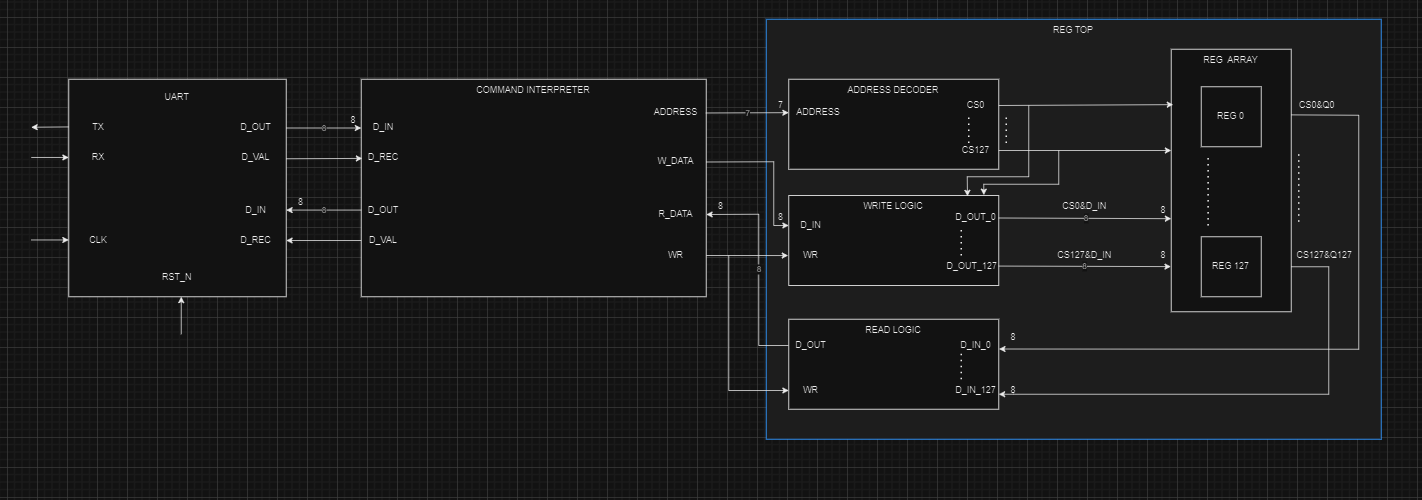 REG TOP
UART
TX
RX
CLK
RST_N
D_OUT
D_VAL
D_IN
D_REC
8
8
8
8
COMMAND INTERPRETER
D_IN
D_REC
D_OUT
D_VAL
ADDRESS
W_DATA
R_DATA
WR
7
7
8
8
8
ADDRESS DECODER
ADDRESS
CS0
CS127
WRITE LOGIC
D_IN
WR
D_OUT_0
D_OUT_127
CS0&D_IN
8
8
CS127&D_IN
8
8
READ LOGIC
D_OUT
WR
D_IN_0
D_IN_127
8
8
REG ARRAY
REG 0
REG 127
CS0&Q0
CS127&Q127